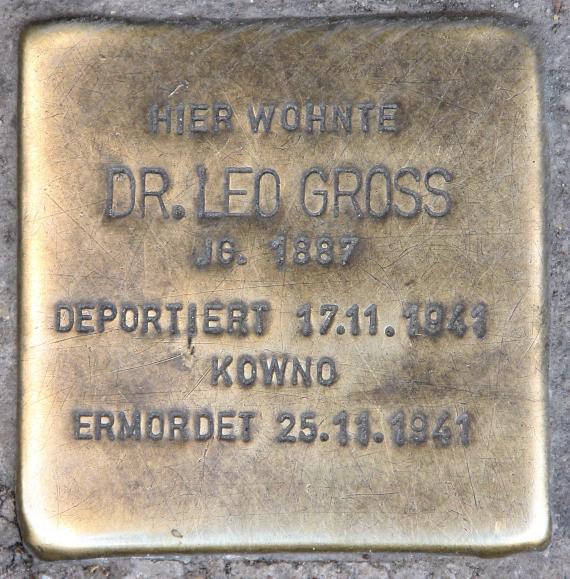 HIER WOHNTE
DR. LEO GROSS
JG. 1887
DEPORTIERT 17.11.1941
KOWNO
ERMORDET 25.11.1941